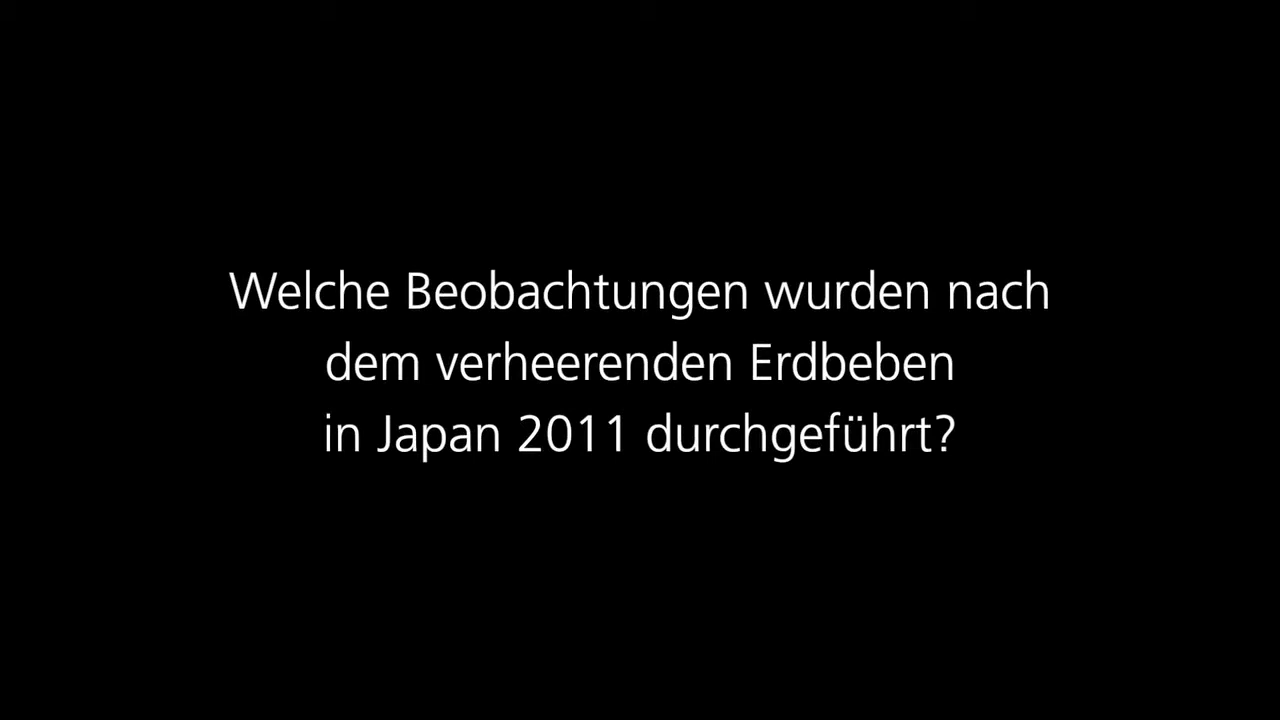 Welche Beobachtungen wurden nach
dem verheerenden Erdbeben
in Japan 2011 durchgeführt?